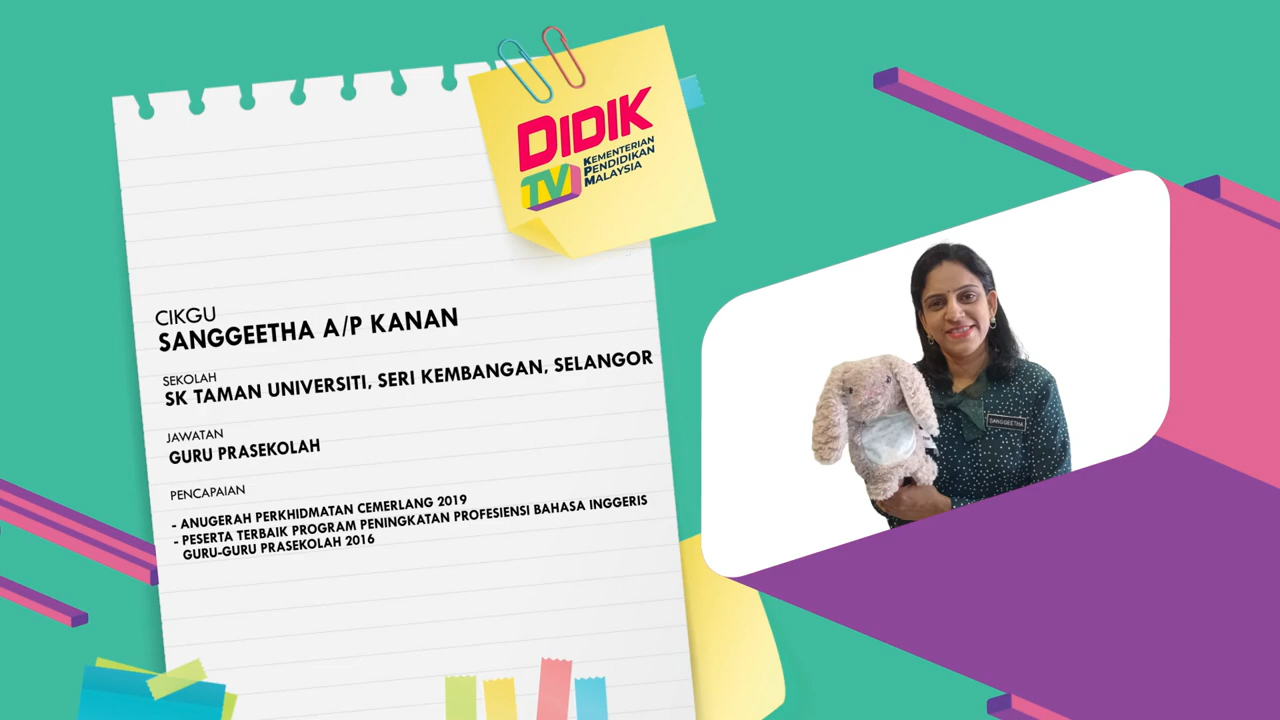 DIDIK
TV
KEMENTERIAN
PENDIDIKAN
MALAYSIA
CIKGU
SANGGEETHA A/P KANAN
SEKOLAH
SK TAMAN UNIVERSITI, SERI KEMBANGAN, SELANGOR
JAWATAN
GURU PRASEKOLAH
PENCAPAIAN
- ANUGERAH PERKHIDMATAN CEMERLANG 2019
- PESERTA TERBAIK PROGRAM PENINGKATAN PROFESIENSI BAHASA INGGERIS
GURU-GURU PRASEKOLAH 2016
SANGGEETHA